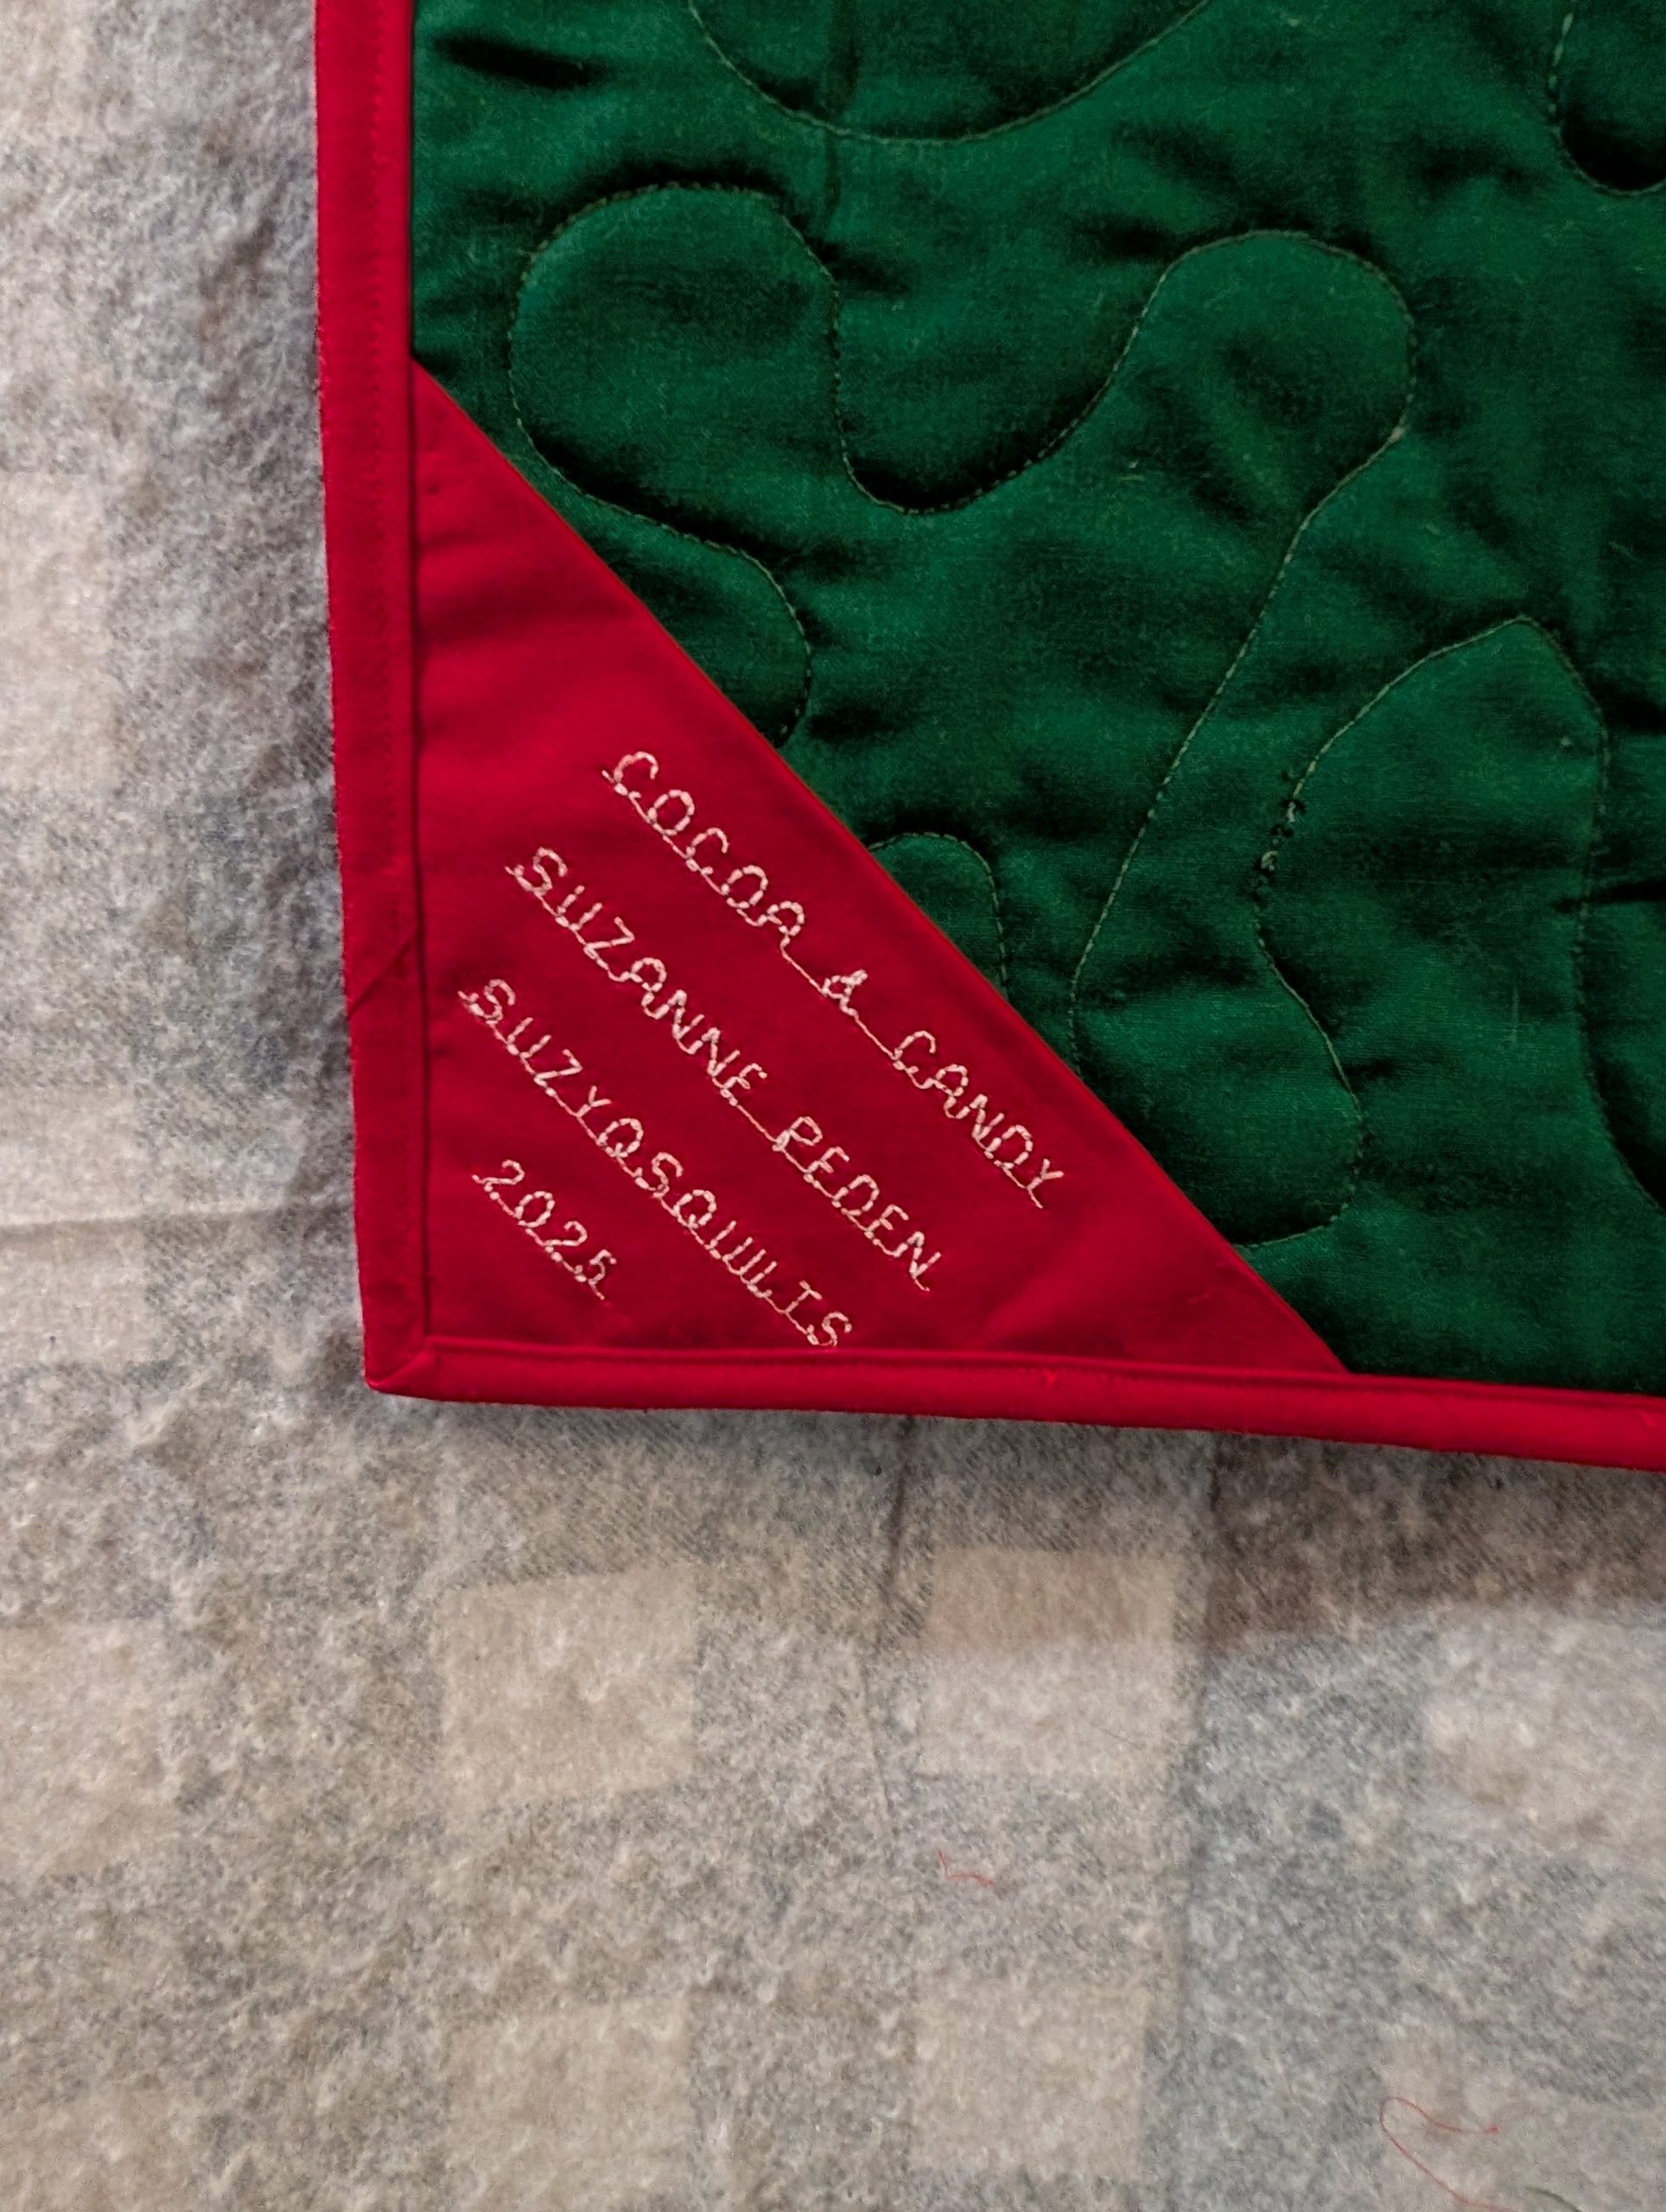 COCOA & CANDY
SUZANNE REDEN
SUZYQSQUILTS
2025